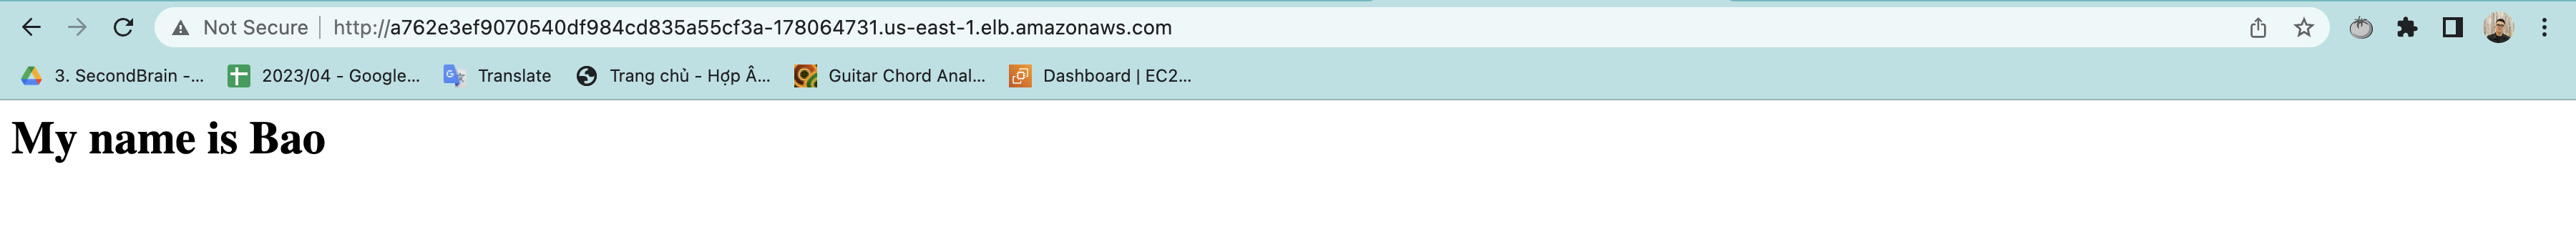 Not Secure http://a762e3ef9070540df984cd835a55cf3a-178064731.us-east-1.elb.amazonaws.com
3. SecondBrain -... 2023/04 - Google... Translate Trang chủ - Hợp Â... Guitar Chord Anal... Dashboard | EC2...
My name is Bao